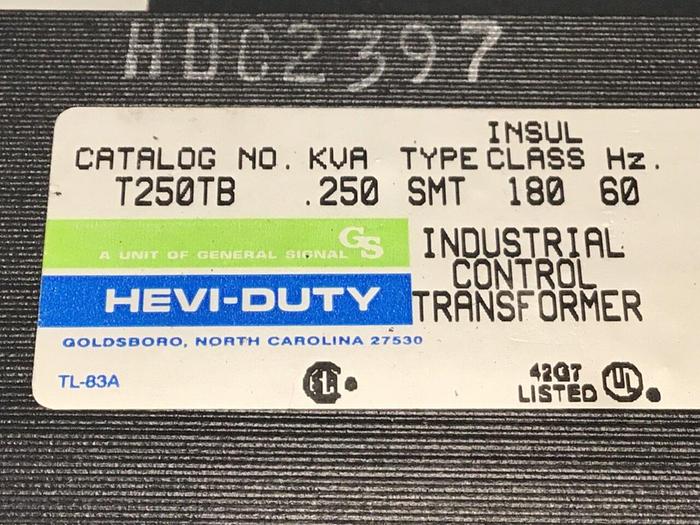 HDC2397
INSUL
CATALOG NO. KVA TYPE CLASS Hz.
T250TB .250 SMT 180 60
GS
A UNIT OF GENERAL SIGNAL
HEVI-DUTY
INDUSTRIAL
CONTROL
TRANSFORMER
GOLDSBORO, NORTH CAROLINA 27530
TL-83A
42G7
LISTED UL